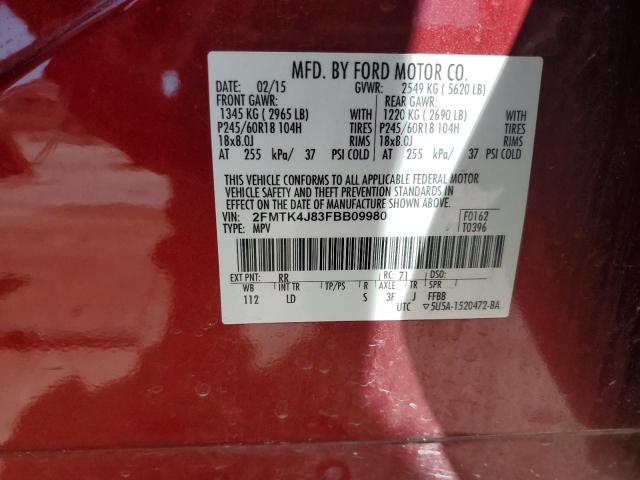 MFD. BY FORD MOTOR CO.
DATE: 02/15 GVWR: 2549 KG ( 5620 LB)
FRONT GAWR: REAR GAWR:
1345 KG ( 2965 LB) WITH 1220 KG ( 2690 LB) WITH
P245/60R18 104H TIRES P245/60R18 104H TIRES
18x8.0J RIMS 18x8.0J RIMS
AT 255 kPa/ 37 PSI COLD AT 255 kPa/ 37 PSI COLD
THIS VEHICLE CONFORMS TO ALL APPLICABLE FEDERAL MOTOR
VEHICLE SAFETY AND THEFT PREVENTION STANDARDS IN
EFFECT ON THE DATE OF MANUFACTURE SHOWN ABOVE.
VIN: 2FMTK4J83FBB09980 F0162
TYPE: MPV T0396
EXT PNT: RR RC: 71 DSO:
WB INT TR TP/PS R AXLE TR SPR
112 LD S 3F J FFBB
UTC ▽5U5A-1520472-BA